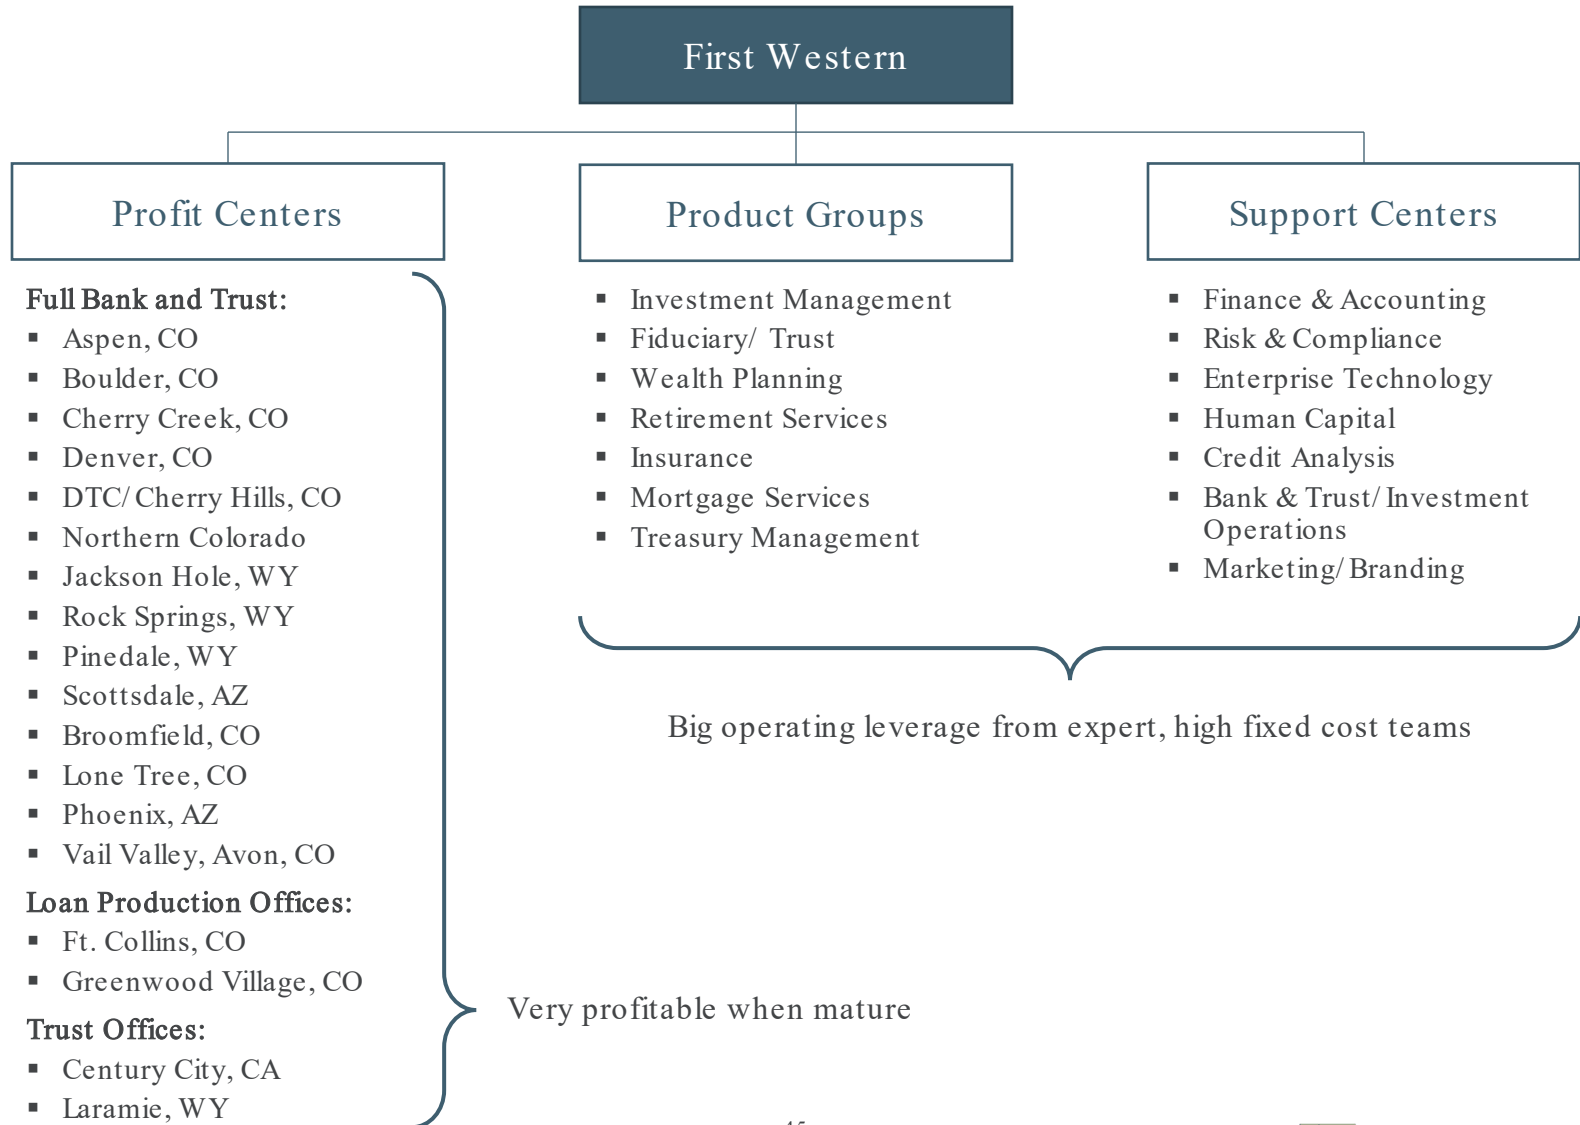 First Western
Profit Centers
Full Bank and Trust:
▪ Aspen, CO
▪ Boulder, CO
▪ Cherry Creek, CO
▪ Denver, CO
▪ DTC/Cherry Hills, CO
▪ Northern Colorado
▪ Jackson Hole, WY
▪ Rock Springs, WY
▪ Pinedale, WY
▪ Scottsdale, AZ
▪ Broomfield, CO
▪ Lone Tree, CO
▪ Phoenix, AZ
▪ Vail Valley, Avon, CO
Loan Production Offices:
▪ Ft. Collins, CO
▪ Greenwood Village, CO
Trust Offices:
▪ Century City, CA
▪ Laramie, WY
Very profitable when mature
Product Groups
▪ Investment Management
▪ Fiduciary/ Trust
▪ Wealth Planning
▪ Retirement Services
▪ Insurance
▪ Mortgage Services
▪ Treasury Management
Support Centers
▪ Finance & Accounting
▪ Risk & Compliance
▪ Enterprise Technology
▪ Human Capital
▪ Credit Analysis
▪ Bank & Trust/Investment
Operations
▪ Marketing/Branding
Big operating leverage from expert, high fixed cost teams